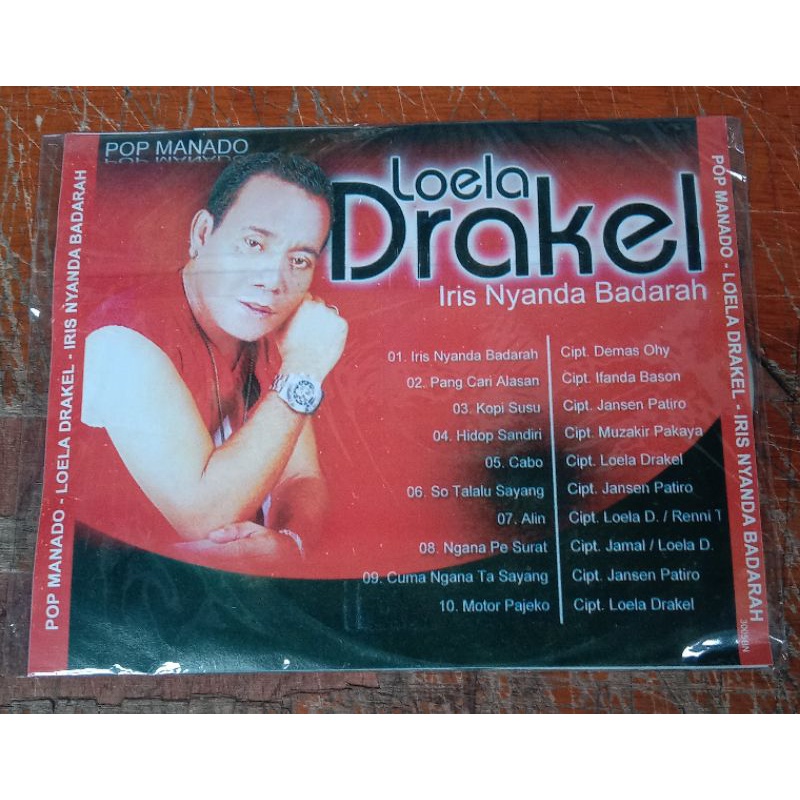 POP MANADO
Loela
Drakel
Iris Nyanda Badarah
01. Iris Nyanda Badarah Cipt. Demas Ohy
02. Pang Cari Alasan Cipt. Ifanda Bason
03. Kopi Susu Cipt. Jansen Patiro
04. Hidop Sandiri Cipt. Muzakir Pakaya
05. Cabo Cipt. Loela Drakel
06. So Talalu Sayang Cipt. Jansen Patiro
07. Alin Cipt. Loela D. / Renni T
08. Ngana Pe Surat Cipt. Jamal / Loela D.
09. Cuma Ngana Ta Sayang Cipt. Jansen Patiro
10. Motor Pajeko Cipt. Loela Drakel
POP MANADO - LOELA DRAKEL - IRIS NYANDA BADARAH
POP MANADO - LOELA DRAKEL - IRIS NYANDA BADARAH